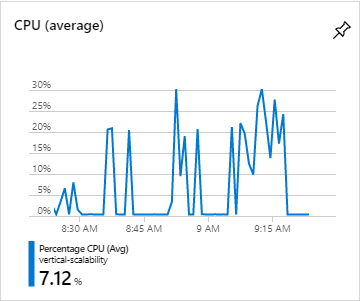 CPU (average)
30%
25%
20%
15%
10%
5%
0%
8:30 AM 8:45 AM 9 AM 9:15 AM
Percentage CPU (Avg)
vertical-scalability
7.12 %